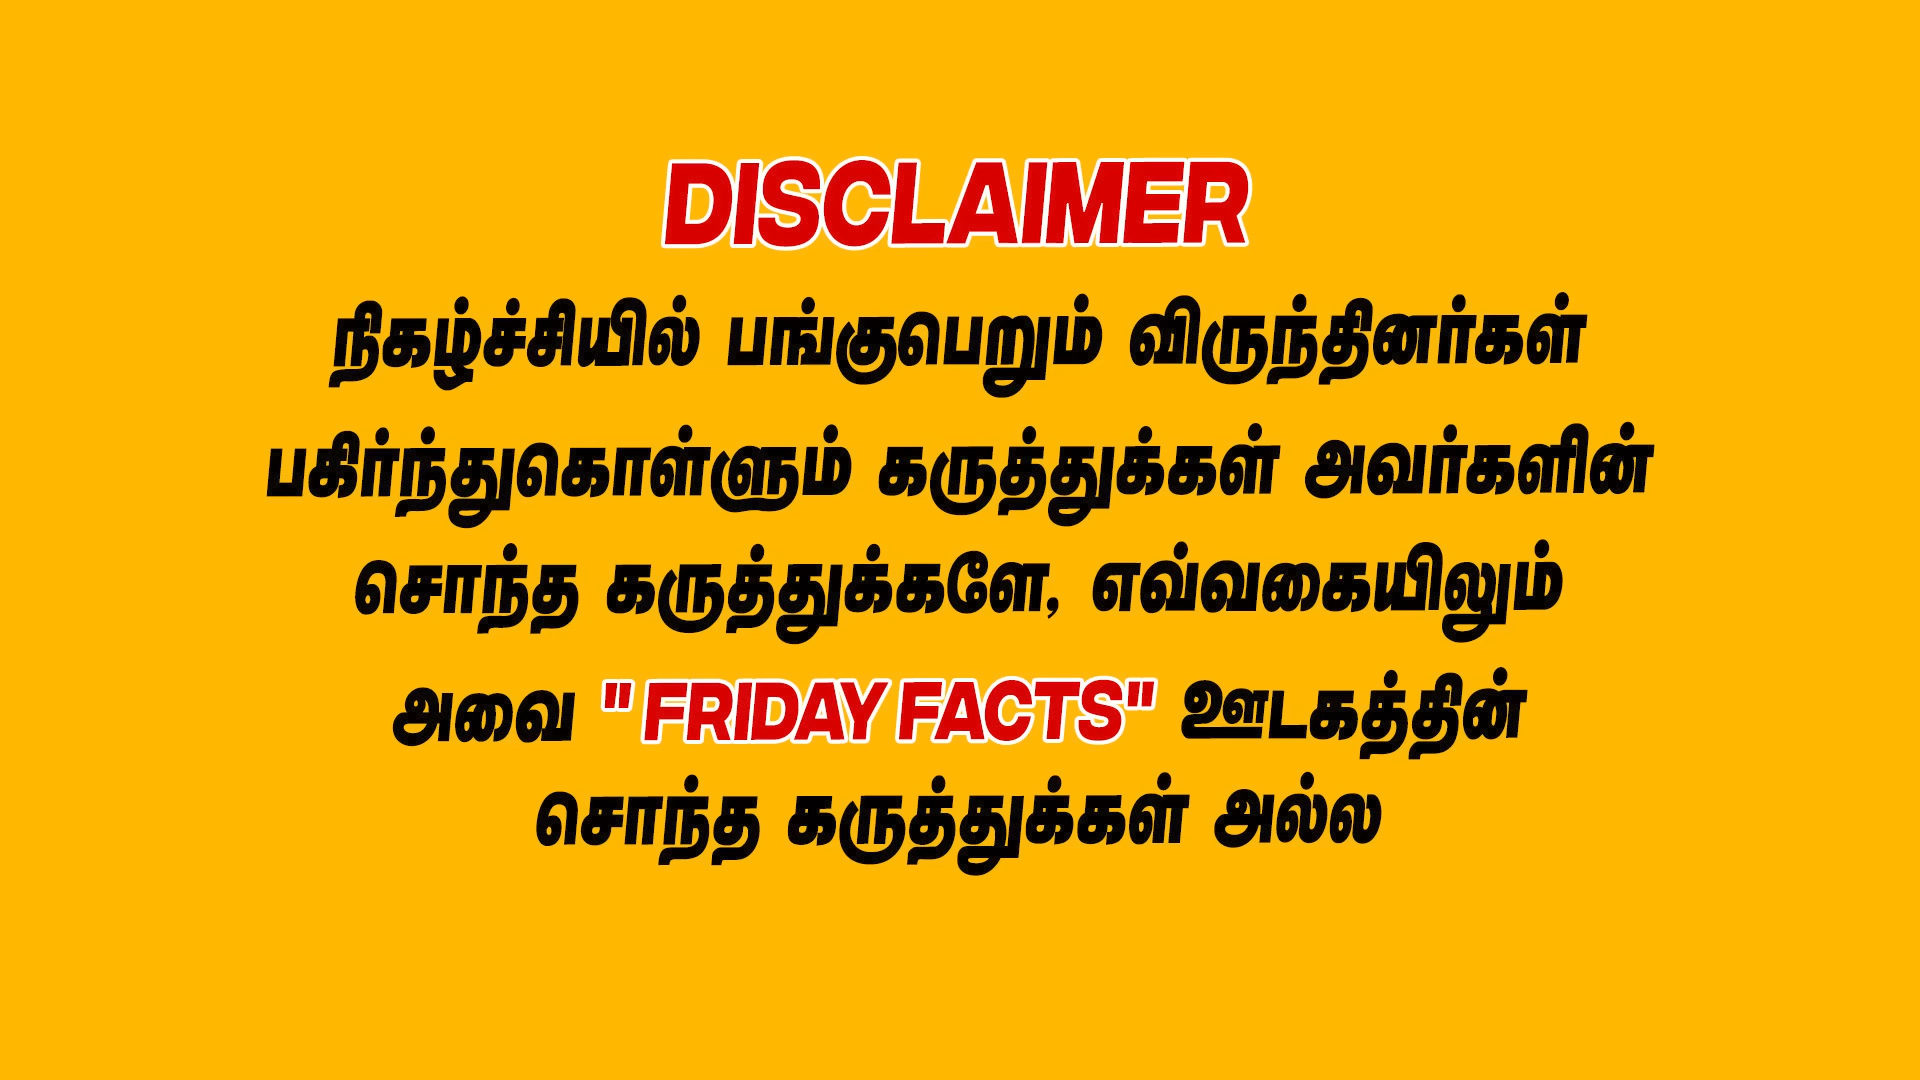 DISCLAIMER
நிகழ்ச்சியில் பங்குபெறும் விருந்தினர்கள்
பகிர்ந்துகொள்ளும் கருத்துக்கள் அவர்களின்
சொந்த கருத்துக்களே, எவ்வகையிலும்
அவை " FRIDAY FACTS" ஊடகத்தின்
சொந்த கருத்துக்கள் அல்ல